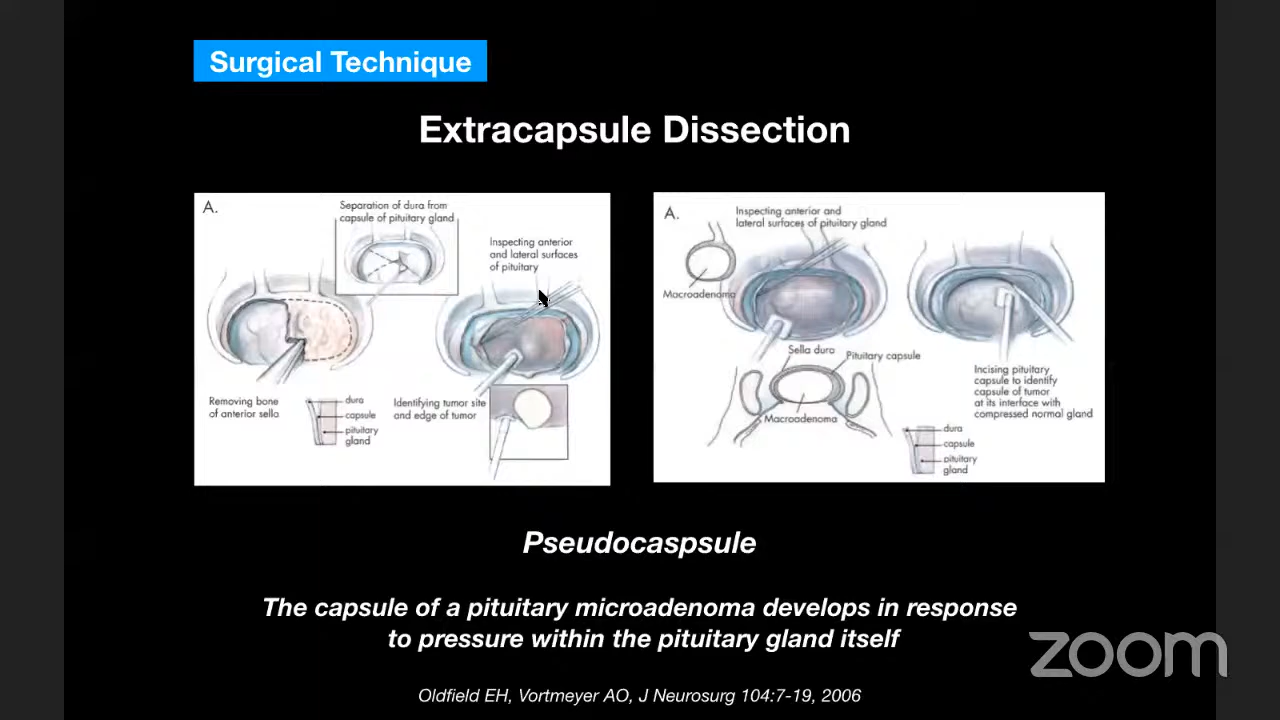 Surgical Technique
Extracapsule Dissection
A.
Separation of dura from
capsule of pituitary gland
Inspecting anterior
and lateral surfaces
of pituitary
Removing bone
of anterior sella
dura
capsule
pituitary
gland
Identifying tumor site
and edge of tumor
A.
Inspecting anterior and
lateral surfaces of pituitary gland
Macroadenoma
Sella dura
Pituitary capsule
Macroadenoma
Incising pituitary
capsule to identify
capsule of tumor
at its interface with
compressed normal gland
dura
capsule
pituitary
gland
Pseudocaspsule
The capsule of a pituitary microadenoma develops in response
to pressure within the pituitary gland itself
zoom
Oldfield EH, Vortmeyer AO, J Neurosurg 104:7-19, 2006